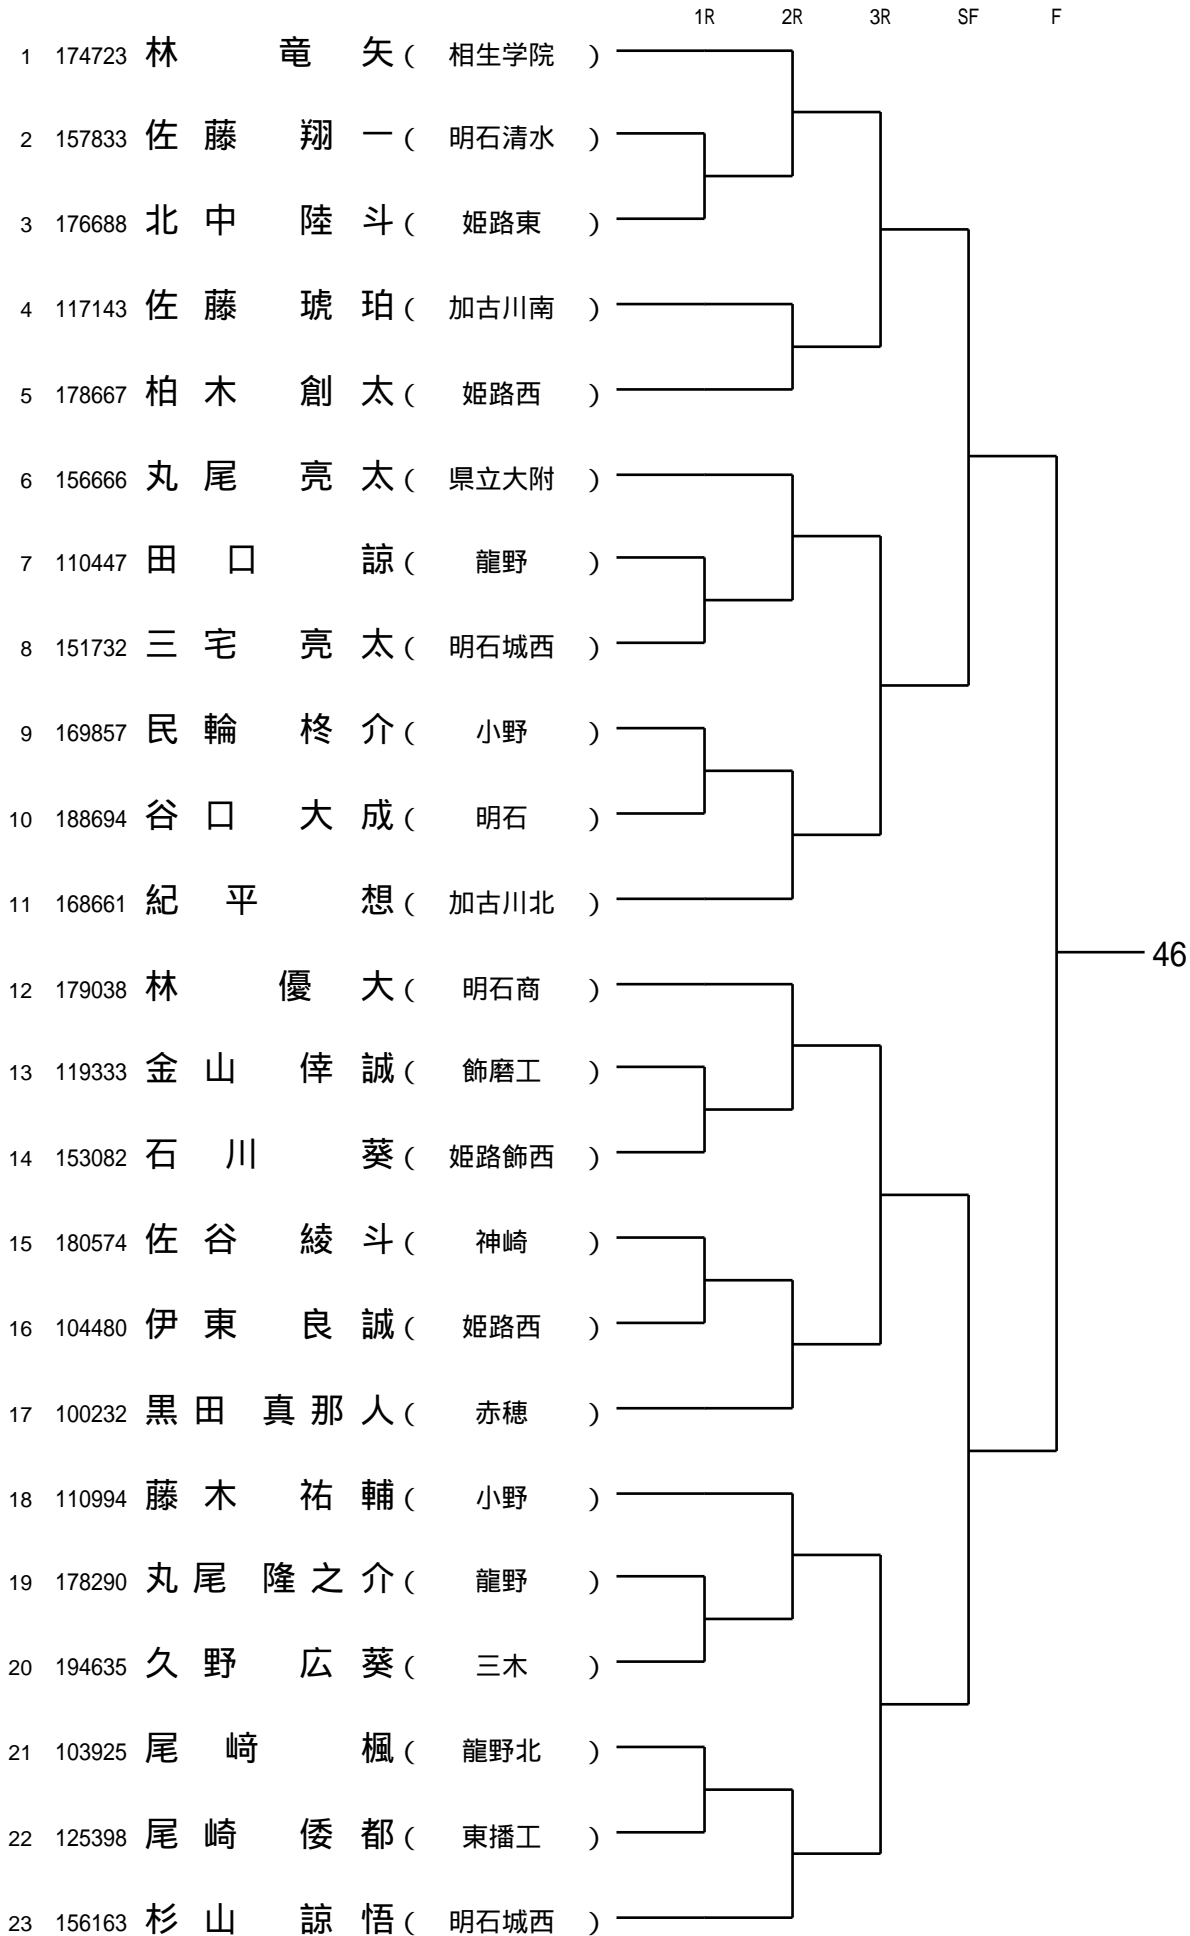 1R 2R 3R SF F
1 174723 林 竜 矢 ( 相生学院 )
2 157833 佐 藤 翔 一 ( 明石清水 )
3 176688 北 中 陸 斗 ( 姫路東 )
4 117143 佐 藤 琥 珀 ( 加古川南 )
5 178667 柏 木 創 太 ( 姫路西 )
6 156666 丸 尾 亮 太 ( 県立大附 )
7 110447 田 口 諒 ( 龍野 )
8 151732 三 宅 亮 太 ( 明石城西 )
9 169857 民 輪 柊 介 ( 小野 )
10 188694 谷 口 大 成 ( 明石 )
11 168661 紀 平 想 ( 加古川北 )
46
12 179038 林 優 大 ( 明石商 )
13 119333 金 山 倖 誠 ( 飾磨工 )
14 153082 石 川 葵 ( 姫路飾西 )
15 180574 佐 谷 綾 斗 ( 神崎 )
16 104480 伊 東 良 誠 ( 姫路西 )
17 100232 黒 田 真 那 人 ( 赤穂 )
18 110994 藤 木 祐 輔 ( 小野 )
19 178290 丸 尾 隆 之 介 ( 龍野 )
20 194635 久 野 広 葵 ( 三木 )
21 103925 尾 﨑 楓 ( 龍野北 )
22 125398 尾 崎 倭 都 ( 東播工 )
23 156163 杉 山 諒 悟 ( 明石城西 )